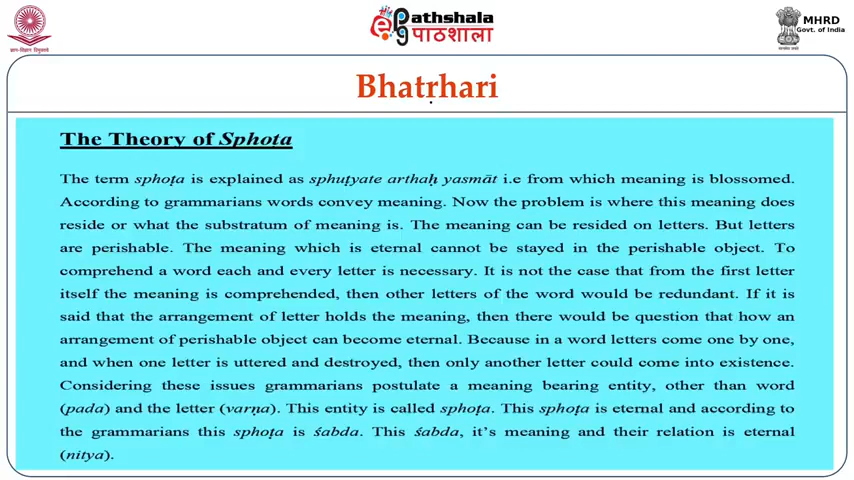 Pathshala
पाठशाला
MHRD
Govt. of India
Bhatṛhari
The Theory of Sphota
The term sphoṭa is explained as sphuṭyate arthaḥ yasmāt i.e from which meaning is blossomed.
According to grammarians words convey meaning. Now the problem is where this meaning does
reside or what the substratum of meaning is. The meaning can be resided on letters. But letters
are perishable. The meaning which is eternal cannot be stayed in the perishable object. To
comprehend a word each and every letter is necessary. It is not the case that from the first letter
itself the meaning is comprehended, then other letters of the word would be redundant. If it is
said that the arrangement of letter holds the meaning, then there would be question that how an
arrangement of perishable object can become eternal. Because in a word letters come one by one,
and when one letter is uttered and destroyed, then only another letter could come into existence.
Considering these issues grammarians postulate a meaning bearing entity, other than word
(pada) and the letter (varṇa). This entity is called sphoṭa. This sphoṭa is eternal and according to
the grammarians this sphoṭa is śabda. This śabda, it's meaning and their relation is eternal
(nitya).